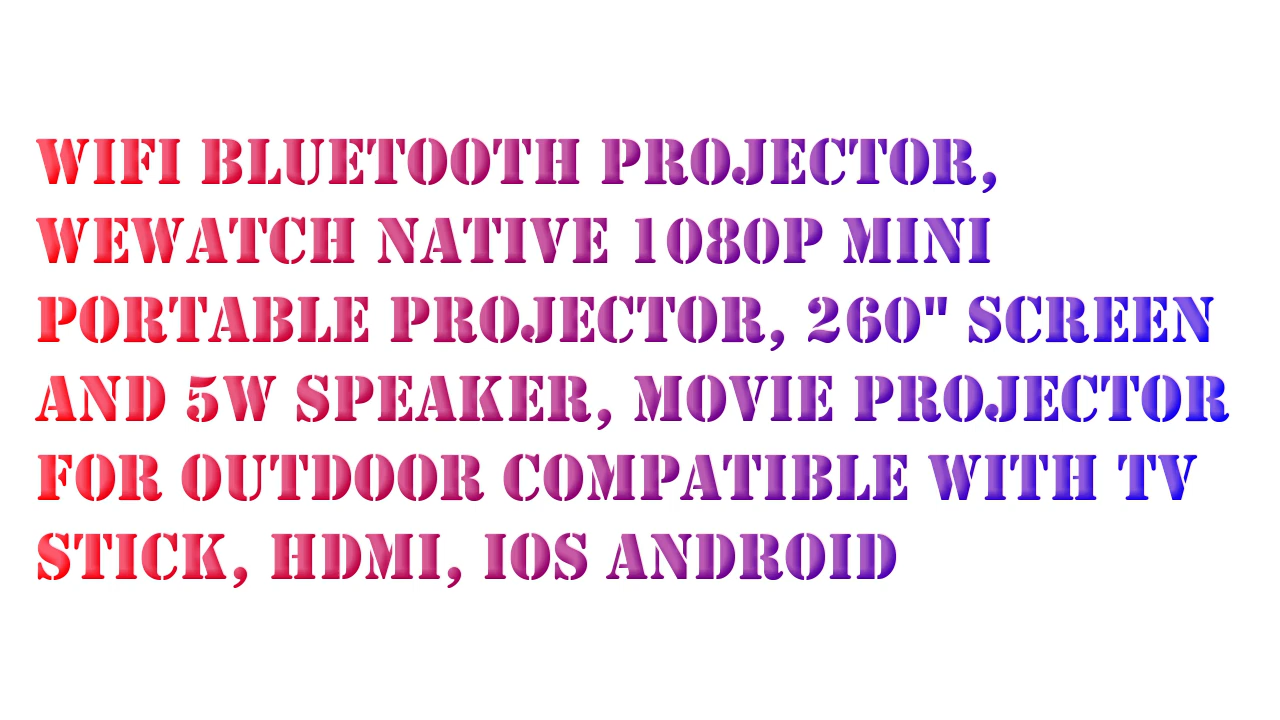 WIFI BLUETOOTH PROJECTOR,
WEWATCH NATIVE 1080P MINI
PORTABLE PROJECTOR, 260" SCREEN
AND 5W SPEAKER, MOVIE PROJECTOR
FOR OUTDOOR COMPATIBLE WITH TV
STICK, HDMI, IOS ANDROID